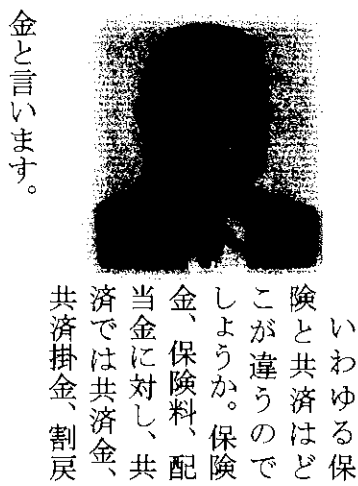 いわゆる保
険と共済はど
こが違うので
しょうか。保険
金、保険料、配
当金に対し、共
済では共済金、
共済掛金、割戻
金と言います。